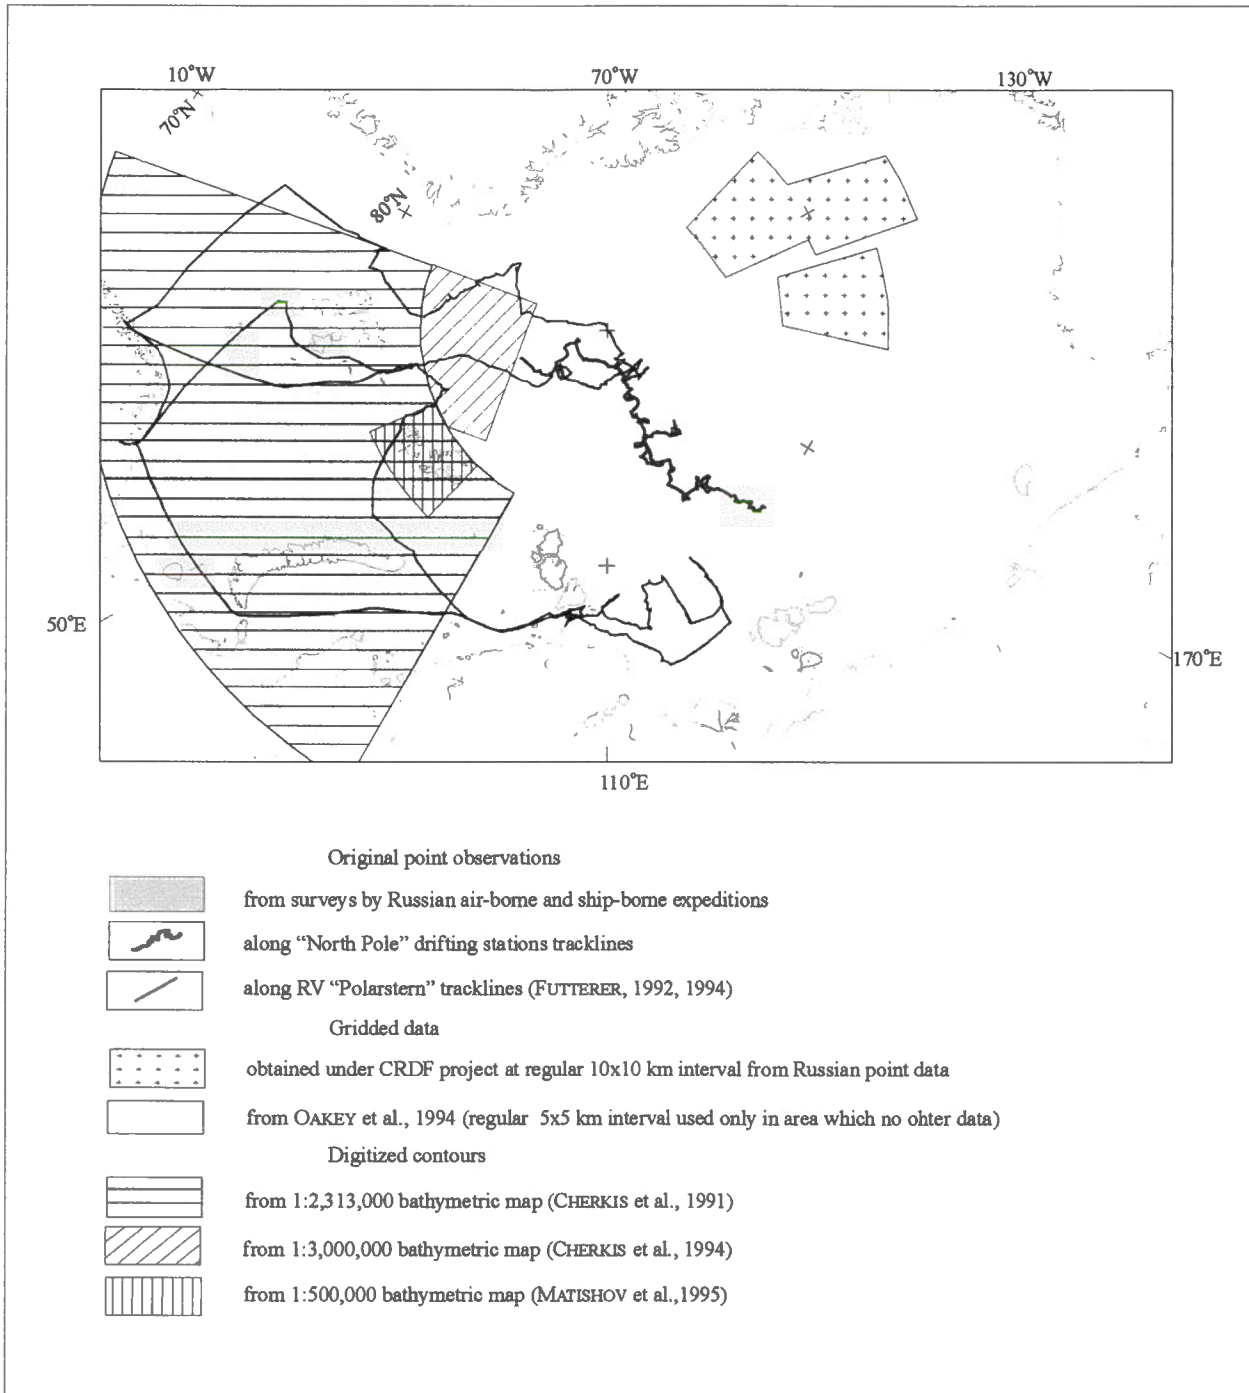 10°W 70°W 130°W
70°N
80°N
50°E
170°E
110°E
Original point observations
from surveys by Russian air-borne and ship-borne expeditions
along “North Pole” drifting stations tracklines
along RV “Polarstern” tracklines (FUTTERER, 1992, 1994)
Gridded data
obtained under CRDF project at regular 10x10 km interval from Russian point data
from OAKEY et al., 1994 (regular 5x5 km interval used only in area which no ohter data)
Digitized contours
from 1:2,313,000 bathymetric map (CHERKIS et al., 1991)
from 1:3,000,000 bathymetric map (CHERKIS et al., 1994)
from 1:500,000 bathymetric map (MATISHOV et al.,1995)